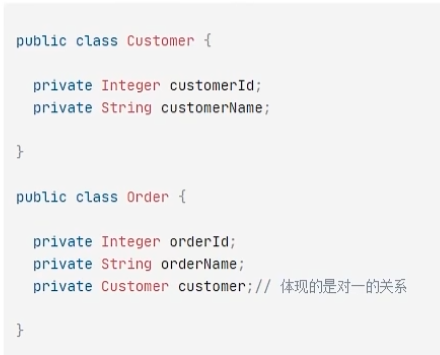 public class Customer {
private Integer customerId;
private String customerName;
}
public class Order {
private Integer orderId;
private String orderName;
private Customer customer;// 体现的是对一的关系
}